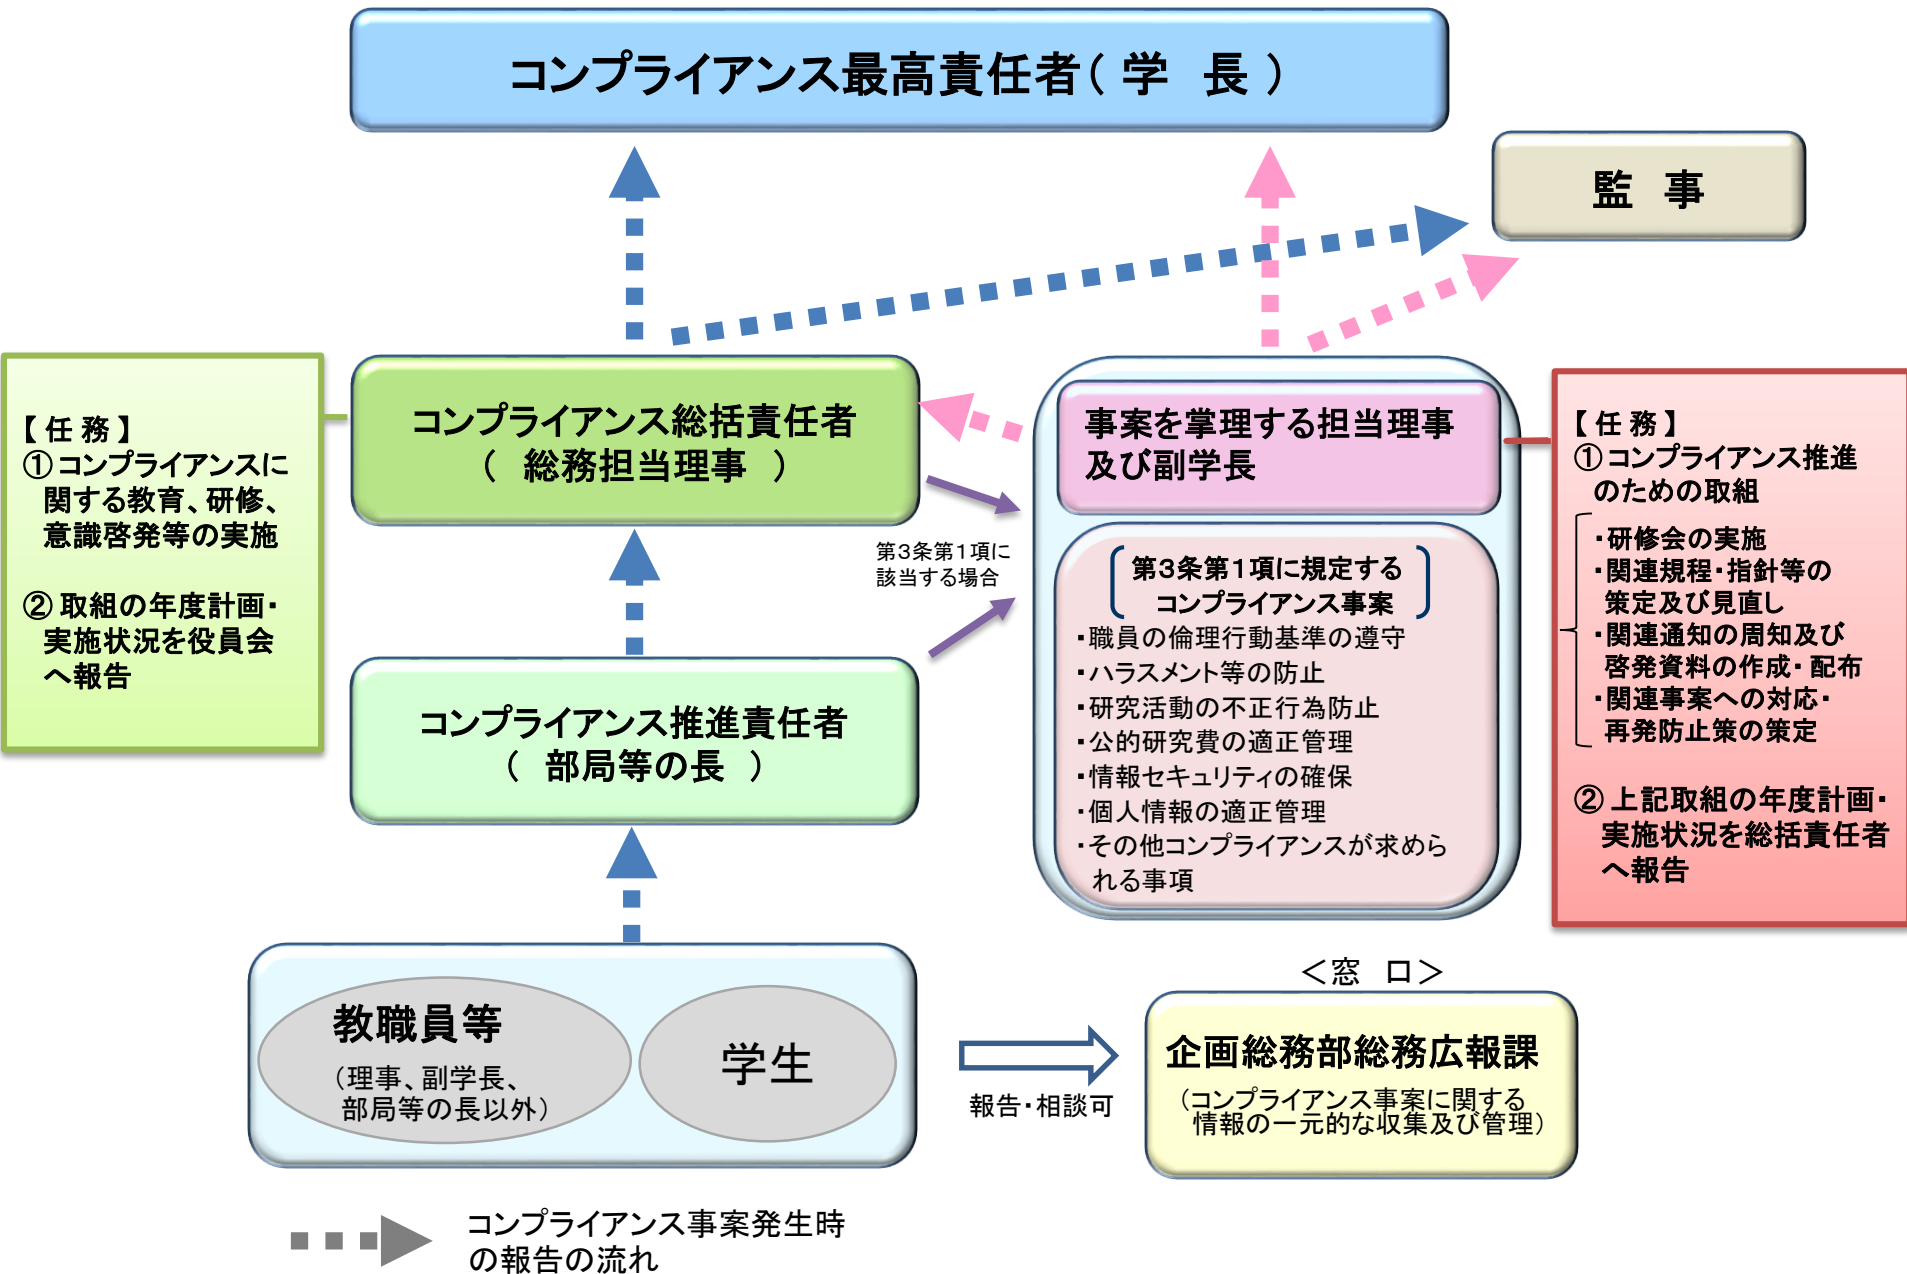 コンプライアンス最高責任者（ 学　長 ）
監　事
コンプライアンス総括責任者
（　総務担当理事　）
【 任 務 】
① コンプライアンスに
関する教育、研修、
意識啓発等の実施
② 取組の年度計画・
実施状況を役員会
へ報告
事案を掌理する担当理事
及び副学長
【 任 務 】
① コンプライアンス推進
のための取組
・研修会の実施
・関連規程・指針等の
策定及び見直し
・関連通知の周知及び
啓発資料の作成・配布
・関連事案への対応・
再発防止策の策定
② 上記取組の年度計画・
実施状況を総括責任者
へ報告
第３条第１項に
該当する場合
第３条第１項に規定する
コンプライアンス事案
・職員の倫理行動基準の遵守
・ハラスメント等の防止
・研究活動の不正行為防止
・公的研究費の適正管理
・情報セキュリティの確保
・個人情報の適正管理
・その他コンプライアンスが求めら
れる事項
コンプライアンス推進責任者
（　部局等の長　）
教職員等
（理事、副学長、
部局等の長以外）
学生
報告・相談可
＜窓　口＞
企画総務部総務広報課
（コンプライアンス事案に関する
情報の一元的な収集及び管理）
コンプライアンス事案発生時
の報告の流れ